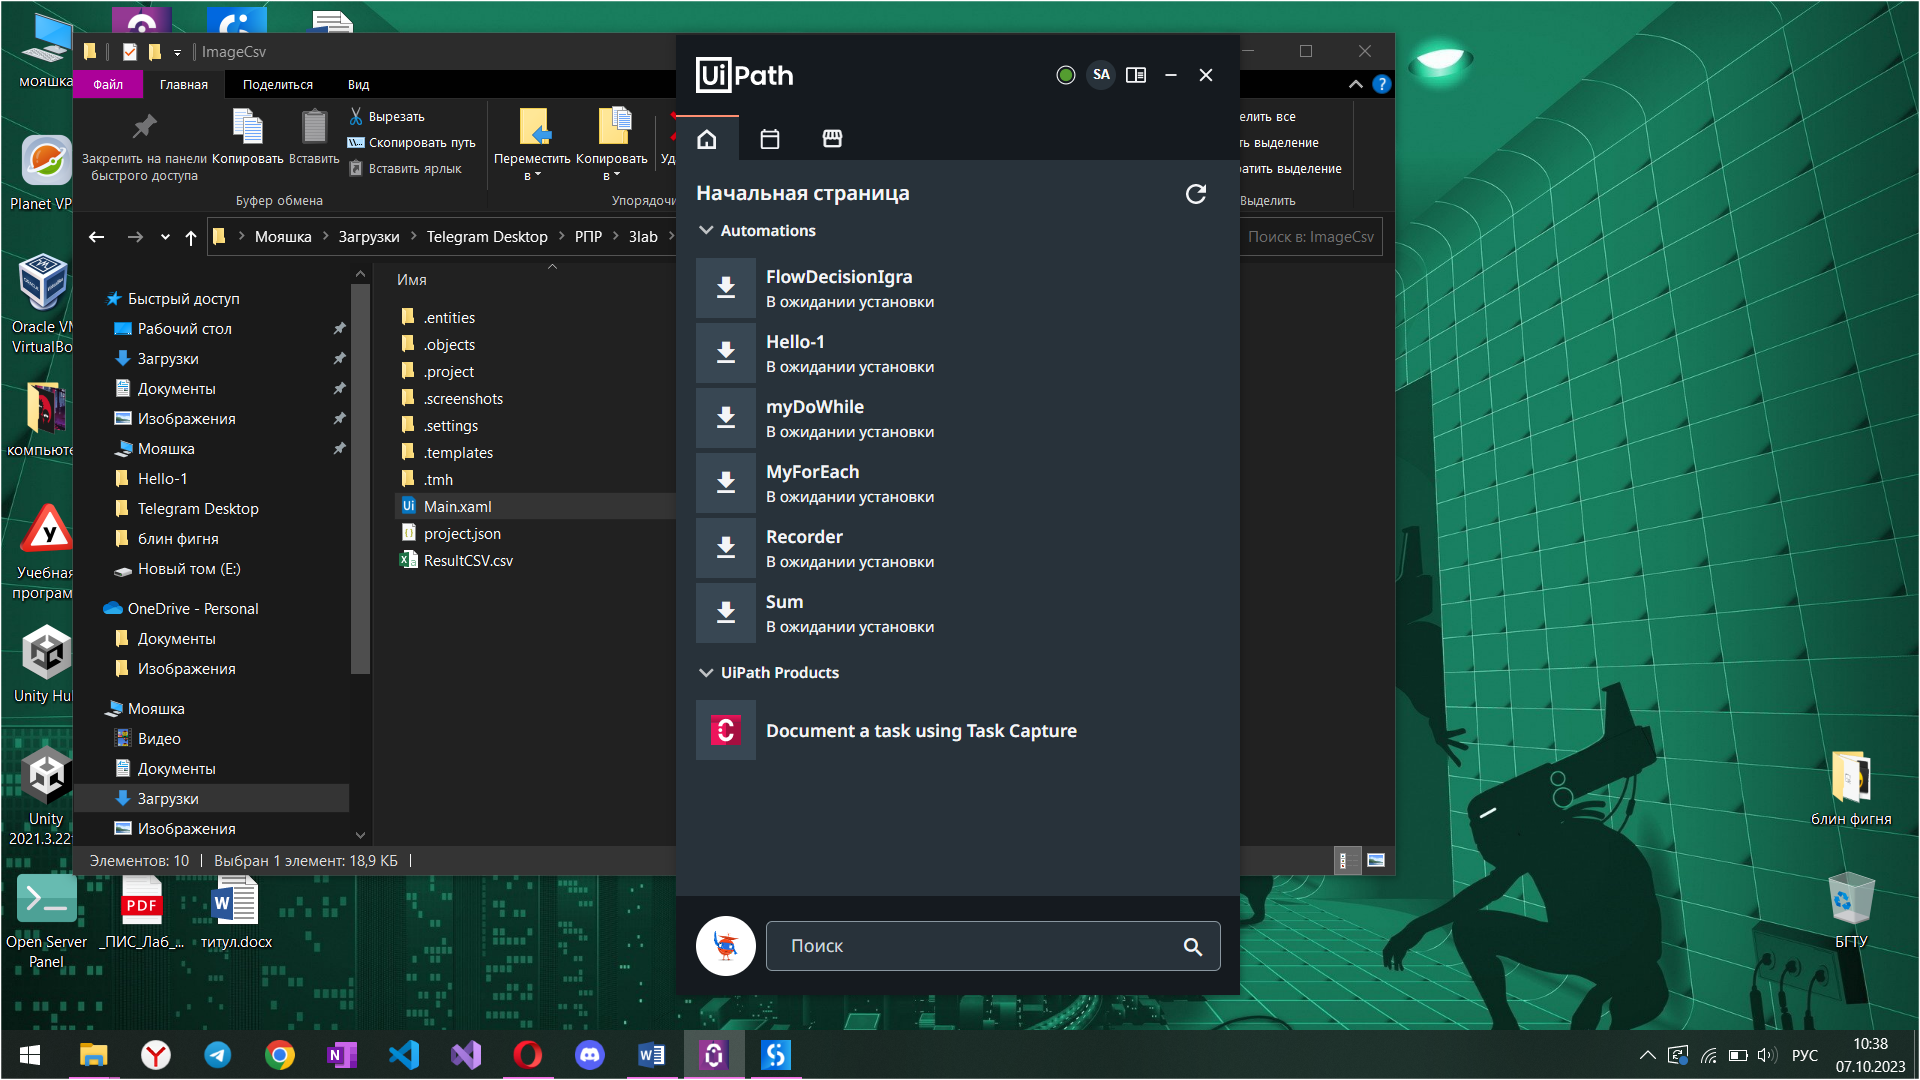 мояшка
Planet VP
Oracle VM
VirtualBo
компьюте
Учебная
програм
Unity Hu
Unity
2021.3.22
Open Server
Panel
PDF
_ПИС_Лаб_...
титул.docx
ImageCsv
Файл
Главная
Поделиться
Вид
Закрепить на панели
быстрого доступа
Копировать
Вставить
Вырезать
Скопировать путь
Вставить ярлык
Буфер обмена
Переместить
в
Копировать
в
Уд
Упорядочи
елить все
ть выделение
ратить выделение
Выделить
Мояшка
Загрузки
Telegram Desktop
РПР
3lab
Поиск в: ImageCsv
Быстрый доступ
Рабочий стол
Загрузки
Документы
Изображения
Мояшка
Hello-1
Telegram Desktop
блин фигня
Новый том (E:)
OneDrive - Personal
Документы
Изображения
Мояшка
Видео
Документы
Загрузки
Изображения
Имя
.entities
.objects
.project
.screenshots
.settings
.templates
.tmh
Main.xaml
project.json
ResultCSV.csv
Элементов: 10
Выбран 1 элемент: 18,9 КБ
UiPath
SA
Начальная страница
Automations
FlowDecisionIgra
В ожидании установки
Hello-1
В ожидании установки
myDoWhile
В ожидании установки
MyForEach
В ожидании установки
Recorder
В ожидании установки
Sum
В ожидании установки
UiPath Products
Document a task using Task Capture
Поиск
блин фигня
БГТУ
РУС
10:38
07.10.2023